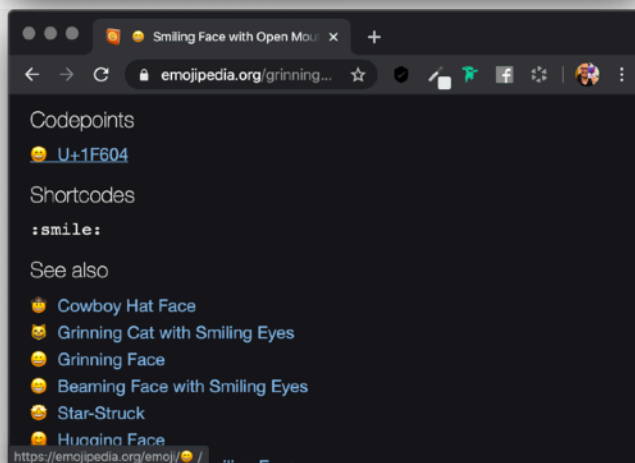 😄 Smiling Face with Open Mou
emojipedia.org/grinning...
Codepoints
😄 U+1F604
Shortcodes
:smile:
See also
🤠 Cowboy Hat Face
😸 Grinning Cat with Smiling Eyes
😀 Grinning Face
😁 Beaming Face with Smiling Eyes
🤩 Star-Struck
🤗 Hugging Face
https://emojipedia.org/emoji/😄/